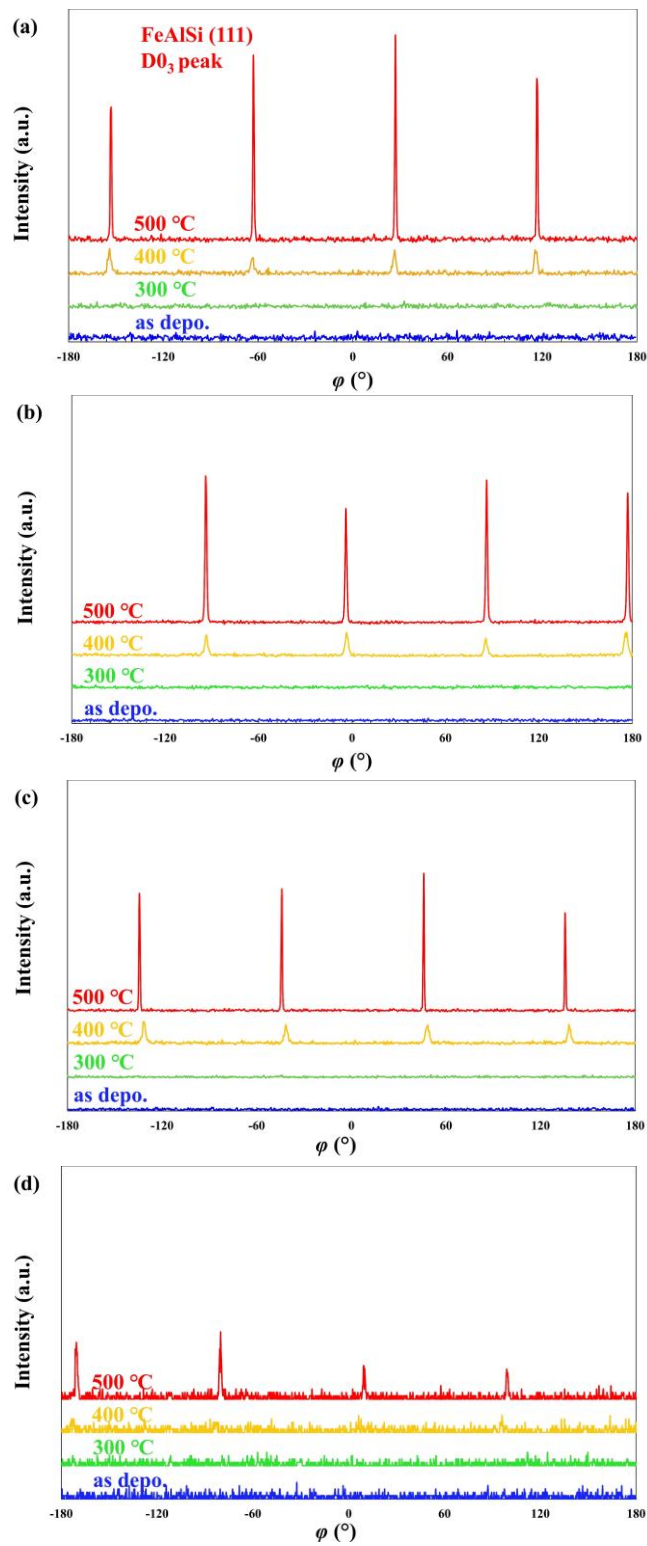 (a)
FeAlSi (111)
D0₃ peak
Intensity (a.u.)
500 °C
400 °C
300 °C
as depo.
-180 -120 -60 0 60 120 180
φ (°)
(b)
Intensity (a.u.)
500 °C
400 °C
300 °C
as depo.
-180 -120 -60 0 60 120 180
φ (°)
(c)
Intensity (a.u.)
500 °C
400 °C
300 °C
as depo.
-180 -120 -60 0 60 120 180
φ (°)
(d)
Intensity (a.u.)
500 °C
400 °C
300 °C
as depo.
-180 -120 -60 0 60 120 180
φ (°)